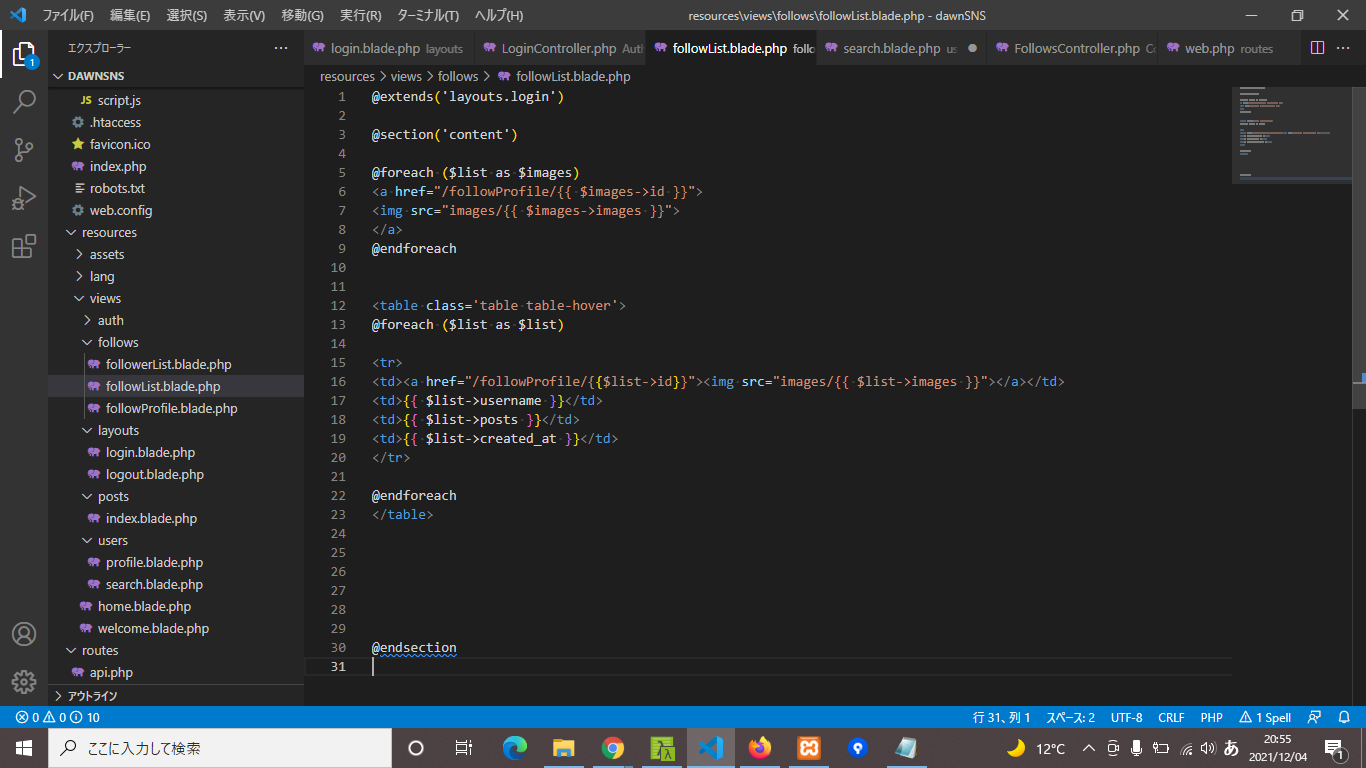 ファイル(F) 編集(E) 選択(S) 表示(V) 移動(G) 実行(R) ターミナル(T) ヘルプ(H) resources\views\follows\followList.blade.php - dawnSNS
エクスプローラー ...
login.blade.php layouts LoginController.php Auth followList.blade.php follo search.blade.php us FollowsController.php web.php routes
1
DAWNSNS
JS script.js
.htaccess
favicon.ico
index.php
robots.txt
web.config
resources
assets
lang
views
auth
follows
followerList.blade.php
followList.blade.php
followProfile.blade.php
layouts
login.blade.php
logout.blade.php
posts
index.blade.php
users
profile.blade.php
search.blade.php
home.blade.php
welcome.blade.php
routes
api.php
アウトライン
resources > views > follows > followList.blade.php
1 @extends('layouts.login')
2
3 @section('content')
4
5 @foreach ($list as $images)
6 <a href="/followProfile/{{ $images->id }}">
7 <img src="images/{{ $images->images }}">
8 </a>
9 @endforeach
10
11
12 <table class='table table-hover'>
13 @foreach ($list as $list)
14
15 <tr>
16 <td><a href="/followProfile/{{$list->id}}"><img src="images/{{ $list->images }}"></a></td>
17 <td>{{ $list->username }}</td>
18 <td>{{ $list->posts }}</td>
19 <td>{{ $list->created_at }}</td>
20 </tr>
21
22 @endforeach
23 </table>
24
25
26
27
28
29
30 @endsection
31
0 0 10 行 31、列 1 スペース: 2 UTF-8 CRLF PHP 1 Spell
ここに入力して検索 12°C あ 20:55
2021/12/04 1